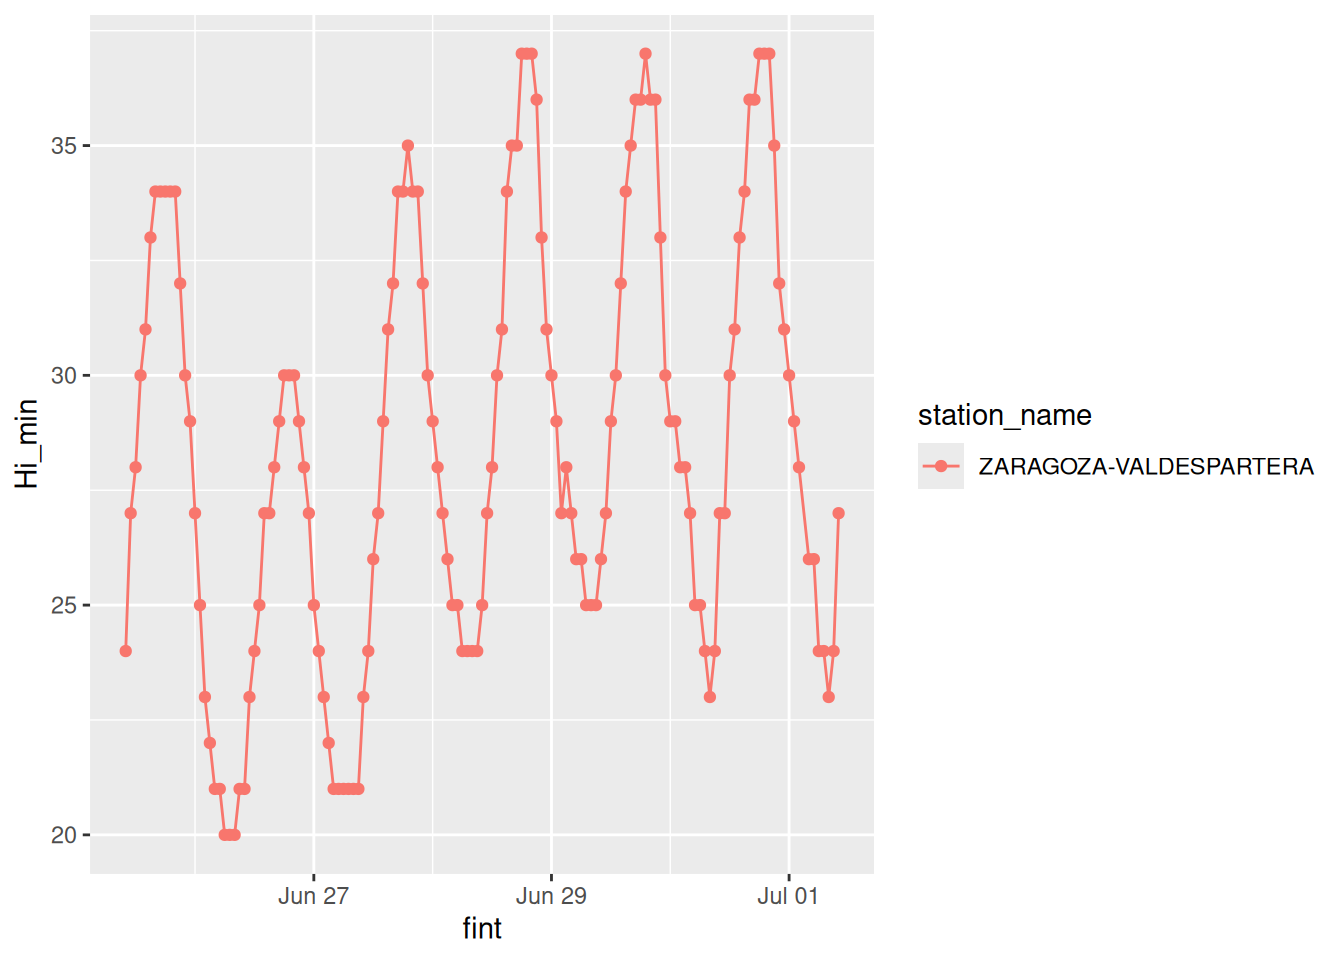 Hi_min
35
30
25
20
Jun 27
Jun 29
Jul 01
fint
station_name
ZARAGOZA-VALDESPARTERA